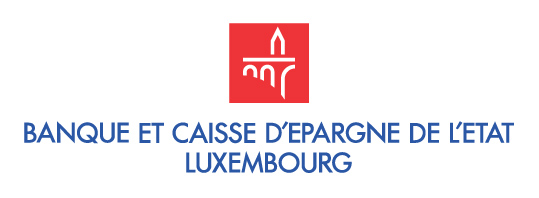 BANQUE ET CAISSE D'EPARGNE DE L'ETAT
LUXEMBOURG